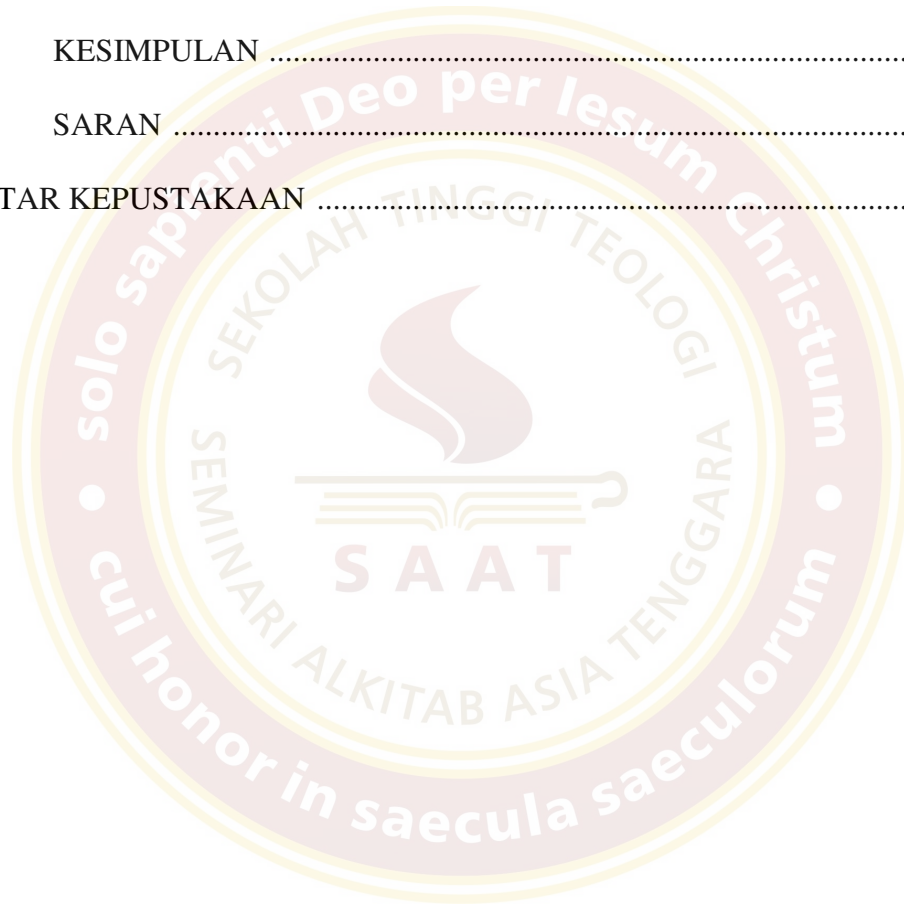 KESIMPULAN ................................................................................
SARAN ................................................................................
TAR KEPUSTAKAAN ................................................................................
solo sapienti Deo per Iesum Christum
cui honor in saecula saeculorum
SEKOLAH TINGGI TEOLOGI
SEMINARI ALKITAB ASIA TENGGARA
SAAT